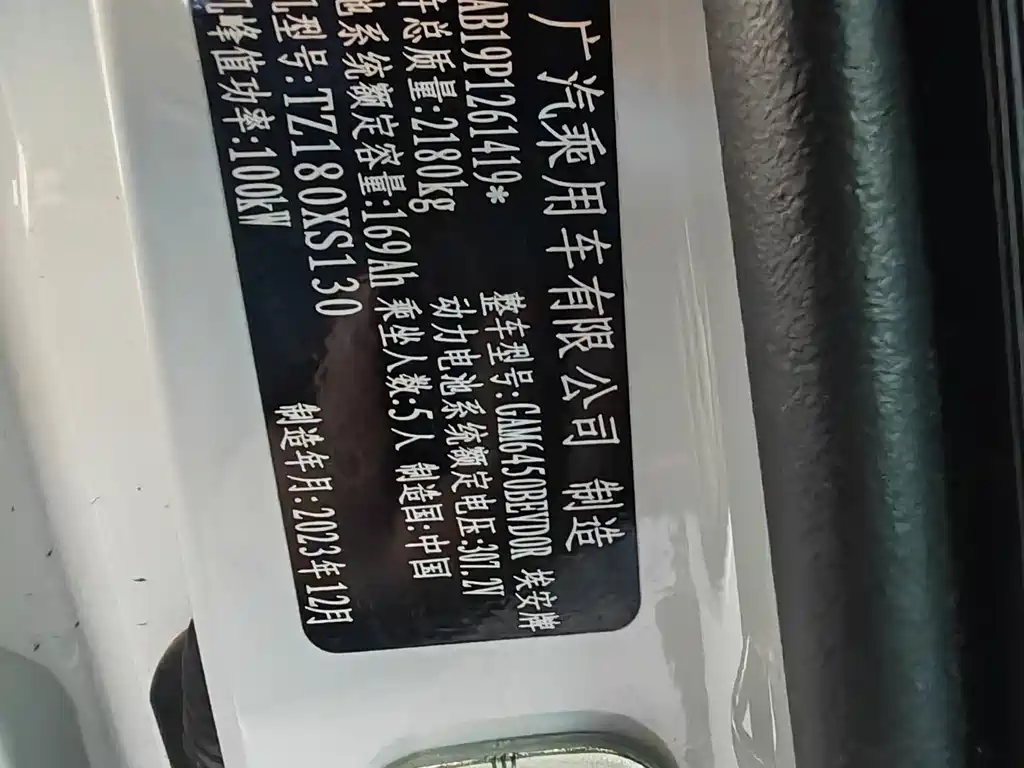 广汽乘用车有限公司 制造
AB19P1261419* 整车型号:GAM6450BEVD0R 埃安牌
车总质量:2180kg 动力电池系统额定电压:307.2V
池系统额定容量:169Ah 乘坐人数:5人 制造国:中国
机型号:TZ180XS130
机峰值功率:100kW 制造年月:2023年12月